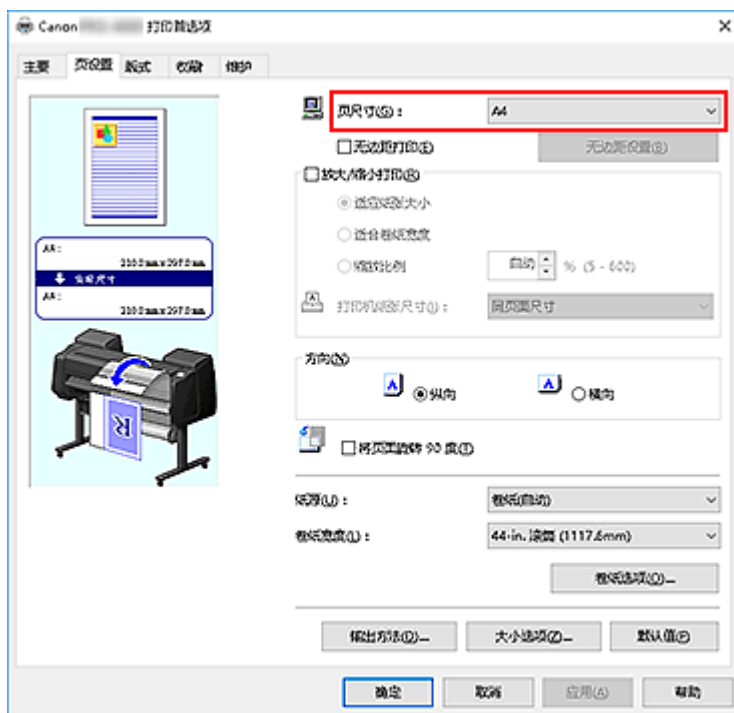 Canon 打印首选项
主要 页设置 版式 收藏 维护
页尺寸(G): A4
无边距打印(E) 无边距设置(B)
放大/缩小打印(R)
适应纸张大小
适合卷纸宽度
缩放比例 自动 % (5 - 600)
打印机纸张尺寸(I): 同页面尺寸
A4:
210.0mm x 297.0mm
实际尺寸
A4:
210.0mm x 297.0mm
方向(N)
A 纵向 A 横向
将页面旋转 90 度(T)
纸源(U): 卷纸(自动)
卷纸宽度(L): 44-in. 滚筒 (1117.6mm)
卷纸选项(O)...
输出方法(D)... 大小选项(Z)... 默认值(F)
确定 取消 应用(A) 帮助